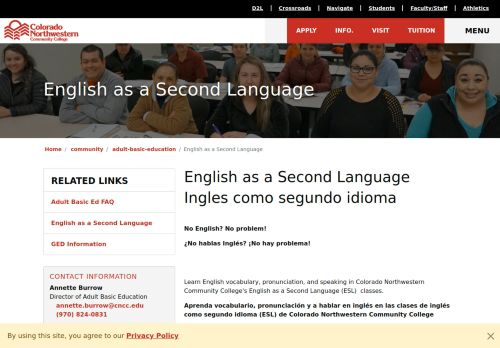 D2L | Crossroads | Navigate | Students | Faculty/Staff | Athletics
Colorado
Northwestern
Community College
APPLY INFO. VISIT TUITION MENU
English as a Second Language
Home / community / adult-basic-education / English as a Second Language
RELATED LINKS
Adult Basic Ed FAQ
English as a Second Language
GED Information
CONTACT INFORMATION
Annette Burrow
Director of Adult Basic Education
annette.burrow@cncc.edu
(970) 824-0831
English as a Second Language
Ingles como segundo idioma
No English? No problem!
¿No hablas Inglés? ¡No hay problema!
Learn English vocabulary, pronunciation, and speaking in Colorado Northwestern
Community College's English as a Second Language (ESL) classes.
Aprenda vocabulario, pronunciación y a hablar en inglés en las clases de inglés
como segundo idioma (ESL) de Colorado Northwestern Community College
By using this site, you agree to our Privacy Policy
×